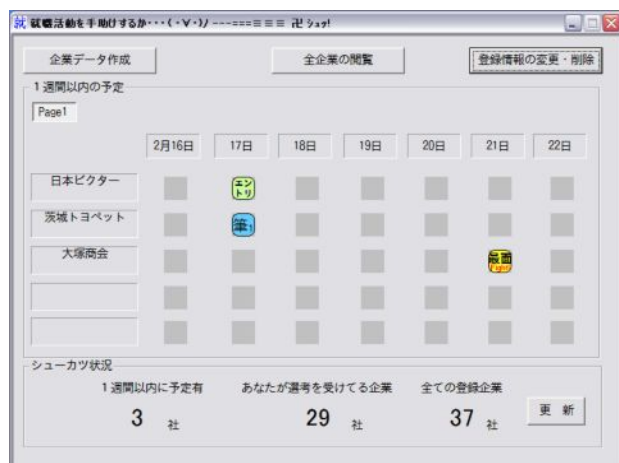 就 就職活動を手助けするか・・・(・∀・)ノ ---===≡≡≡ 卍 シュッ!
企業データ作成 全企業の閲覧 登録情報の変更・削除
1週間以内の予定
Page1
2月16日 17日 18日 19日 20日 21日 22日
日本ビクター エントリ
茨城トヨペット 筆1
大塚商会 最面 Fight
シューカツ状況
1週間以内に予定有 あなたが選考を受けてる企業 全ての登録企業
3 社 29 社 37 社 更 新